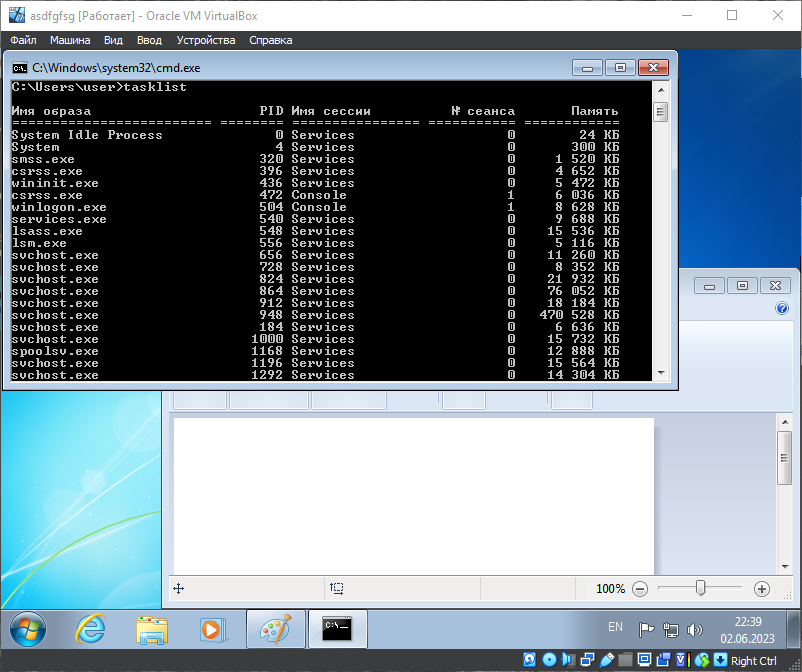 asdfgfsg [Работает] - Oracle VM VirtualBox
Файл Машина Вид Ввод Устройства Справка
C:\Windows\system32\cmd.exe
C:\Users\user>tasklist
Имя образа PID Имя сессии № сеанса Память
========================= ======== ================ =========== ============
System Idle Process 0 Services 0 24 КБ
System 4 Services 0 300 КБ
smss.exe 320 Services 0 1 520 КБ
csrss.exe 396 Services 0 4 652 КБ
wininit.exe 436 Services 0 5 472 КБ
csrss.exe 472 Console 1 6 036 КБ
winlogon.exe 504 Console 1 8 628 КБ
services.exe 540 Services 0 9 688 КБ
lsass.exe 548 Services 0 15 536 КБ
lsm.exe 556 Services 0 5 116 КБ
svchost.exe 656 Services 0 11 260 КБ
svchost.exe 728 Services 0 8 352 КБ
svchost.exe 824 Services 0 21 932 КБ
svchost.exe 864 Services 0 76 052 КБ
svchost.exe 912 Services 0 18 184 КБ
svchost.exe 948 Services 0 470 528 КБ
svchost.exe 184 Services 0 6 636 КБ
svchost.exe 1000 Services 0 15 732 КБ
spoolsv.exe 1168 Services 0 12 888 КБ
svchost.exe 1196 Services 0 15 564 КБ
svchost.exe 1292 Services 0 14 304 КБ
100%
EN
22:39
02.06.2023
Right Ctrl